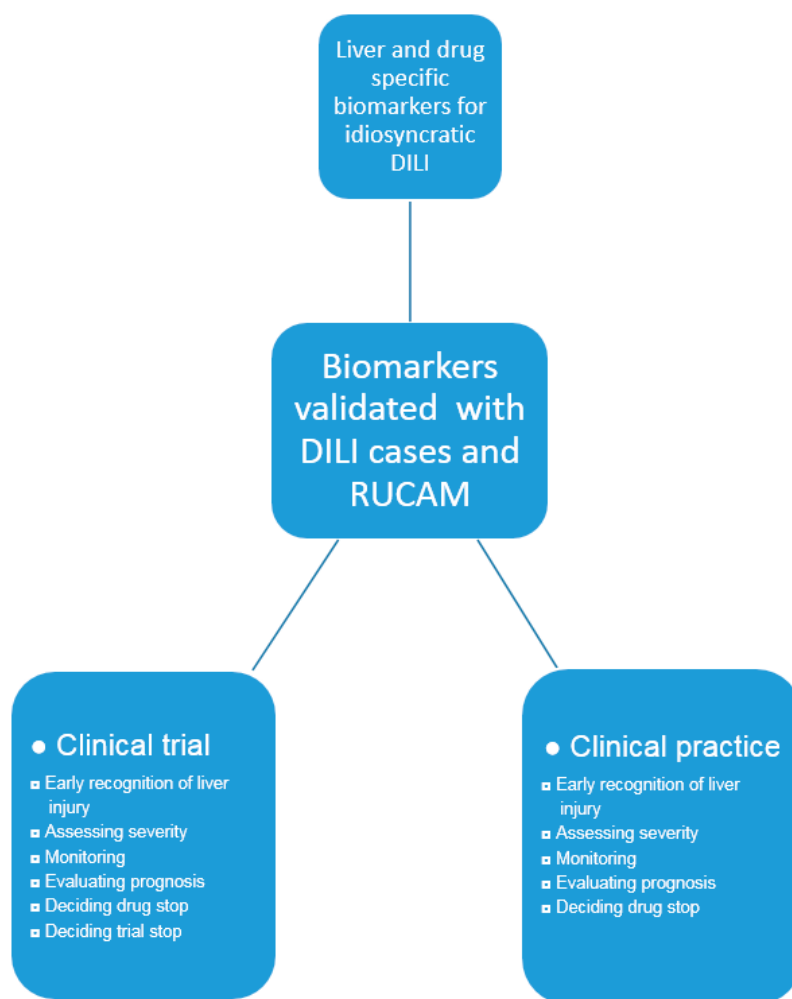 Liver and drug
specific
biomarkers for
idiosyncratic
DILI
Biomarkers
validated with
DILI cases and
RUCAM
● Clinical trial
◘ Early recognition of liver
injury
◘ Assessing severity
◘ Monitoring
◘ Evaluating prognosis
◘ Deciding drug stop
◘ Deciding trial stop
● Clinical practice
◘ Early recognition of liver
injury
◘ Assessing severity
◘ Monitoring
◘ Evaluating prognosis
◘ Deciding drug stop